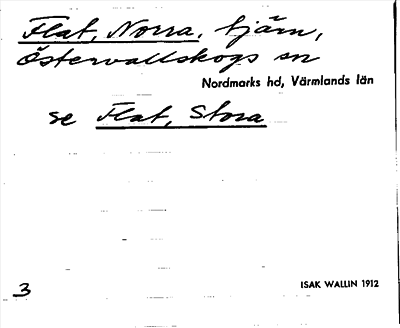 Flat, Norra, tjärn,
Östervallskogs sn
Nordmarks hd, Värmlands län
se Flat, Stora
3
ISAK WALLIN 1912